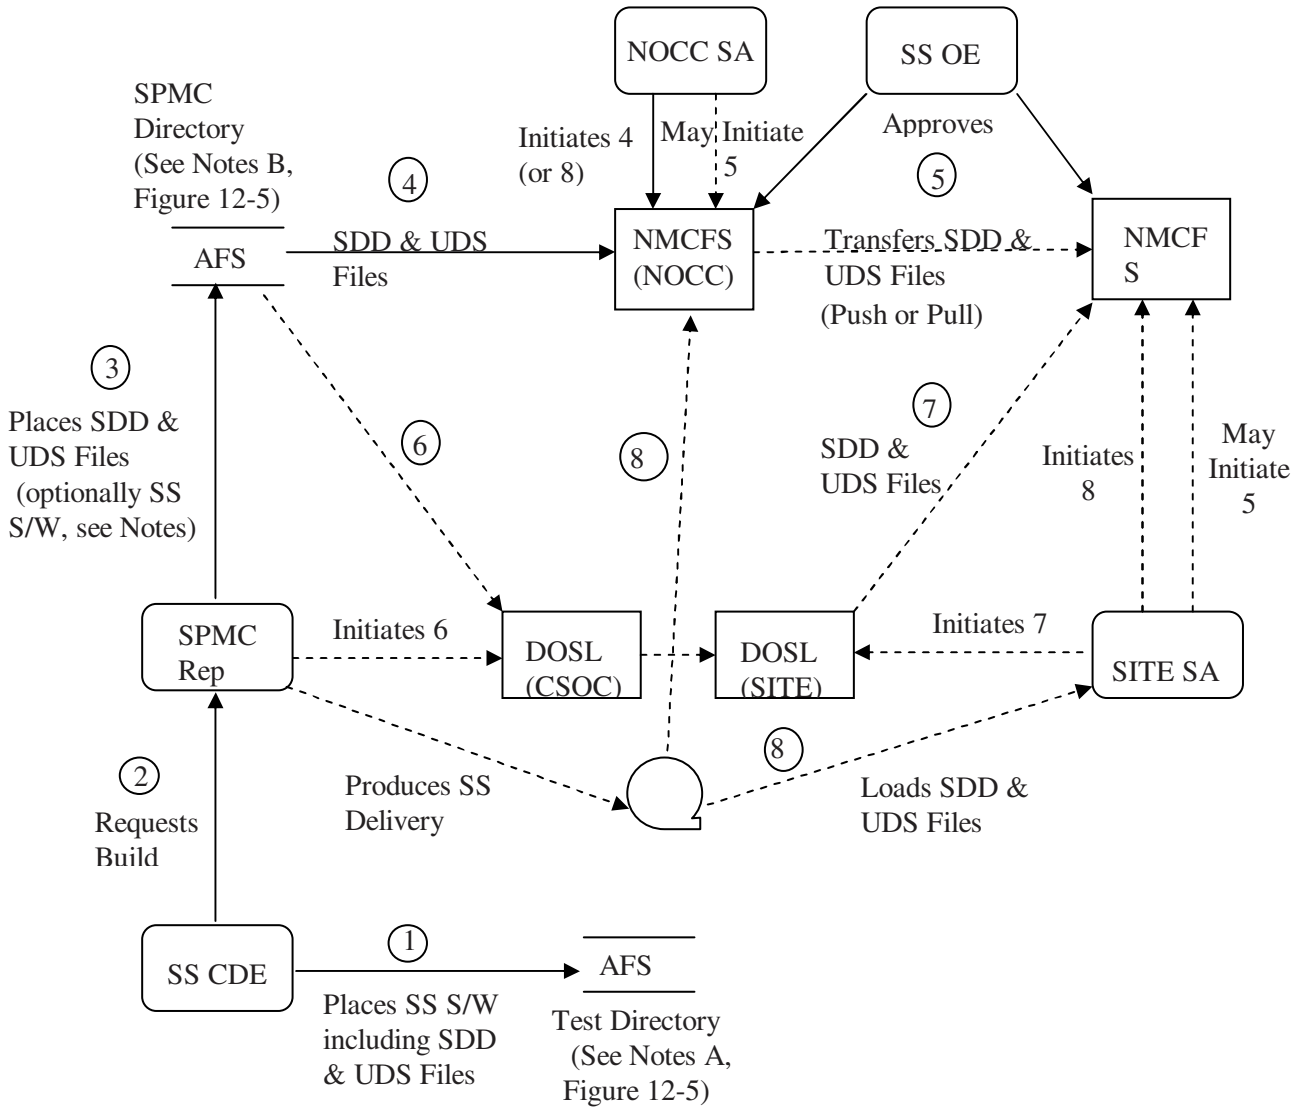 NOCC SA
SS OE
SPMC
Directory
(See Notes B,
Figure 12-5)
Initiates 4
(or 8)
May Initiate
5
Approves
4
5
AFS
SDD & UDS
Files
NMCFS
(NOCC)
Transfers SDD &
UDS Files
(Push or Pull)
NMCF
S
3
Places SDD &
UDS Files
(optionally SS
S/W, see Notes)
6
8
7
SDD &
UDS Files
Initiates
8
May
Initiate
5
SPMC
Rep
Initiates 6
DOSL
(CSOC)
DOSL
(SITE)
Initiates 7
SITE SA
2
Requests
Build
Produces SS
Delivery
8
Loads SDD &
UDS Files
SS CDE
1
Places SS S/W
including SDD
& UDS Files
AFS
Test Directory
(See Notes A,
Figure 12-5)